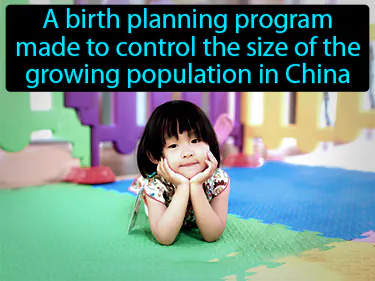 A birth planning program
made to control the size of the
growing population in China